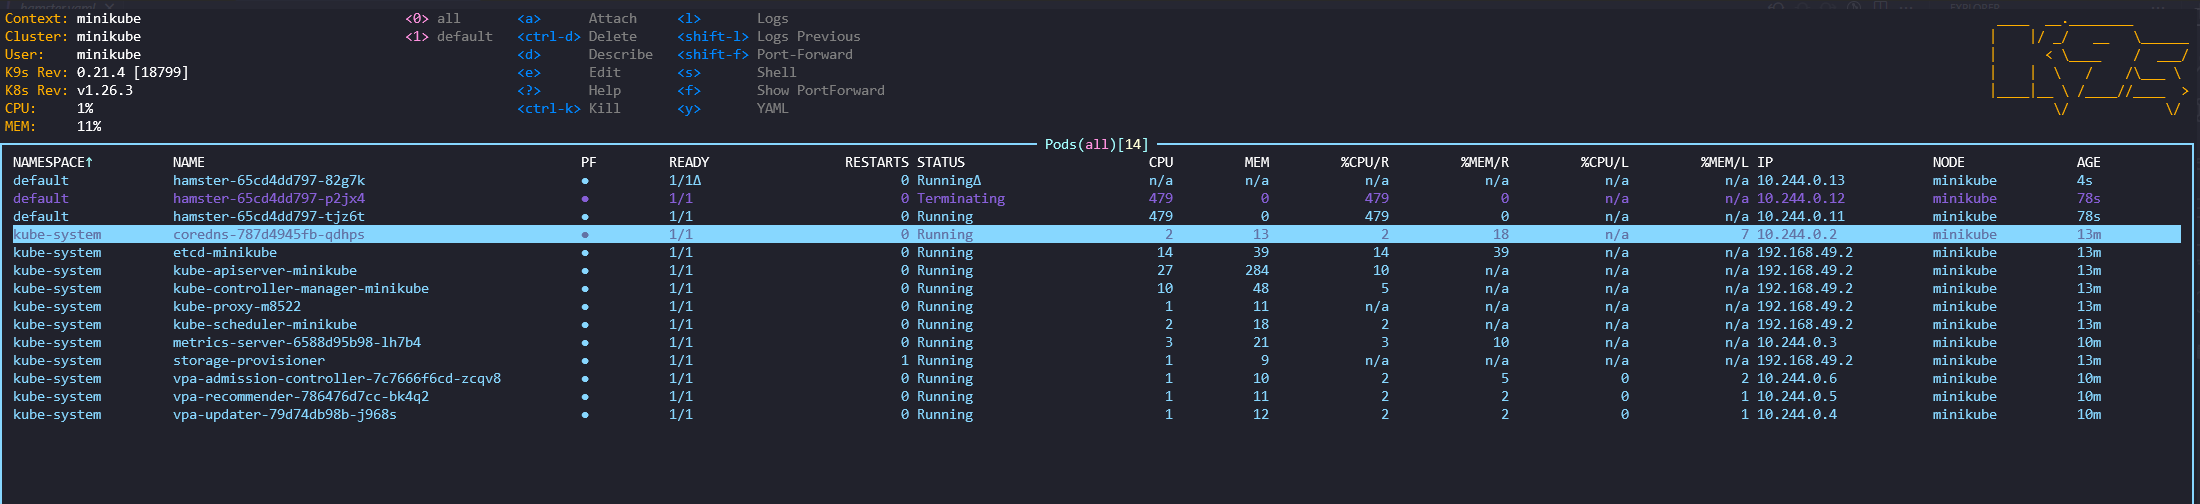 Context: minikube <0> all <a> Attach <l> Logs
Cluster: minikube <1> default <ctrl-d> Delete <shift-l> Logs Previous
User: minikube <d> Describe <shift-f> Port-Forward
K9s Rev: 0.21.4 [18799] <e> Edit <s> Shell
K8s Rev: v1.26.3 <?> Help <f> Show PortForward
CPU: 1% <ctrl-k> Kill <y> YAML
MEM: 11%
Pods(all)[14]
NAMESPACE↑ NAME PF READY RESTARTS STATUS CPU MEM %CPU/R %MEM/R %CPU/L %MEM/L IP NODE AGE
default hamster-65cd4dd797-82g7k ● 1/1Δ 0 RunningΔ n/a n/a n/a n/a n/a n/a 10.244.0.13 minikube 4s
default hamster-65cd4dd797-p2jx4 ● 1/1 0 Terminating 479 0 479 0 n/a n/a 10.244.0.12 minikube 78s
default hamster-65cd4dd797-tjz6t ● 1/1 0 Running 479 0 479 0 n/a n/a 10.244.0.11 minikube 78s
kube-system coredns-787d4945fb-qdhps ● 1/1 0 Running 2 13 2 18 n/a 7 10.244.0.2 minikube 13m
kube-system etcd-minikube ● 1/1 0 Running 14 39 14 39 n/a n/a 192.168.49.2 minikube 13m
kube-system kube-apiserver-minikube ● 1/1 0 Running 27 284 10 n/a n/a n/a 192.168.49.2 minikube 13m
kube-system kube-controller-manager-minikube ● 1/1 0 Running 10 48 5 n/a n/a n/a 192.168.49.2 minikube 13m
kube-system kube-proxy-m8522 ● 1/1 0 Running 1 11 n/a n/a n/a n/a 192.168.49.2 minikube 13m
kube-system kube-scheduler-minikube ● 1/1 0 Running 2 18 2 n/a n/a n/a 192.168.49.2 minikube 13m
kube-system metrics-server-6588d95b98-lh7b4 ● 1/1 0 Running 3 21 3 10 n/a n/a 10.244.0.3 minikube 10m
kube-system storage-provisioner ● 1/1 1 Running 1 9 n/a n/a n/a n/a 192.168.49.2 minikube 13m
kube-system vpa-admission-controller-7c7666f6cd-zcqv8 ● 1/1 0 Running 1 10 2 5 0 2 10.244.0.6 minikube 10m
kube-system vpa-recommender-786476d7cc-bk4q2 ● 1/1 0 Running 1 11 2 2 0 1 10.244.0.5 minikube 10m
kube-system vpa-updater-79d74db98b-j968s ● 1/1 0 Running 1 12 2 2 0 1 10.244.0.4 minikube 10m